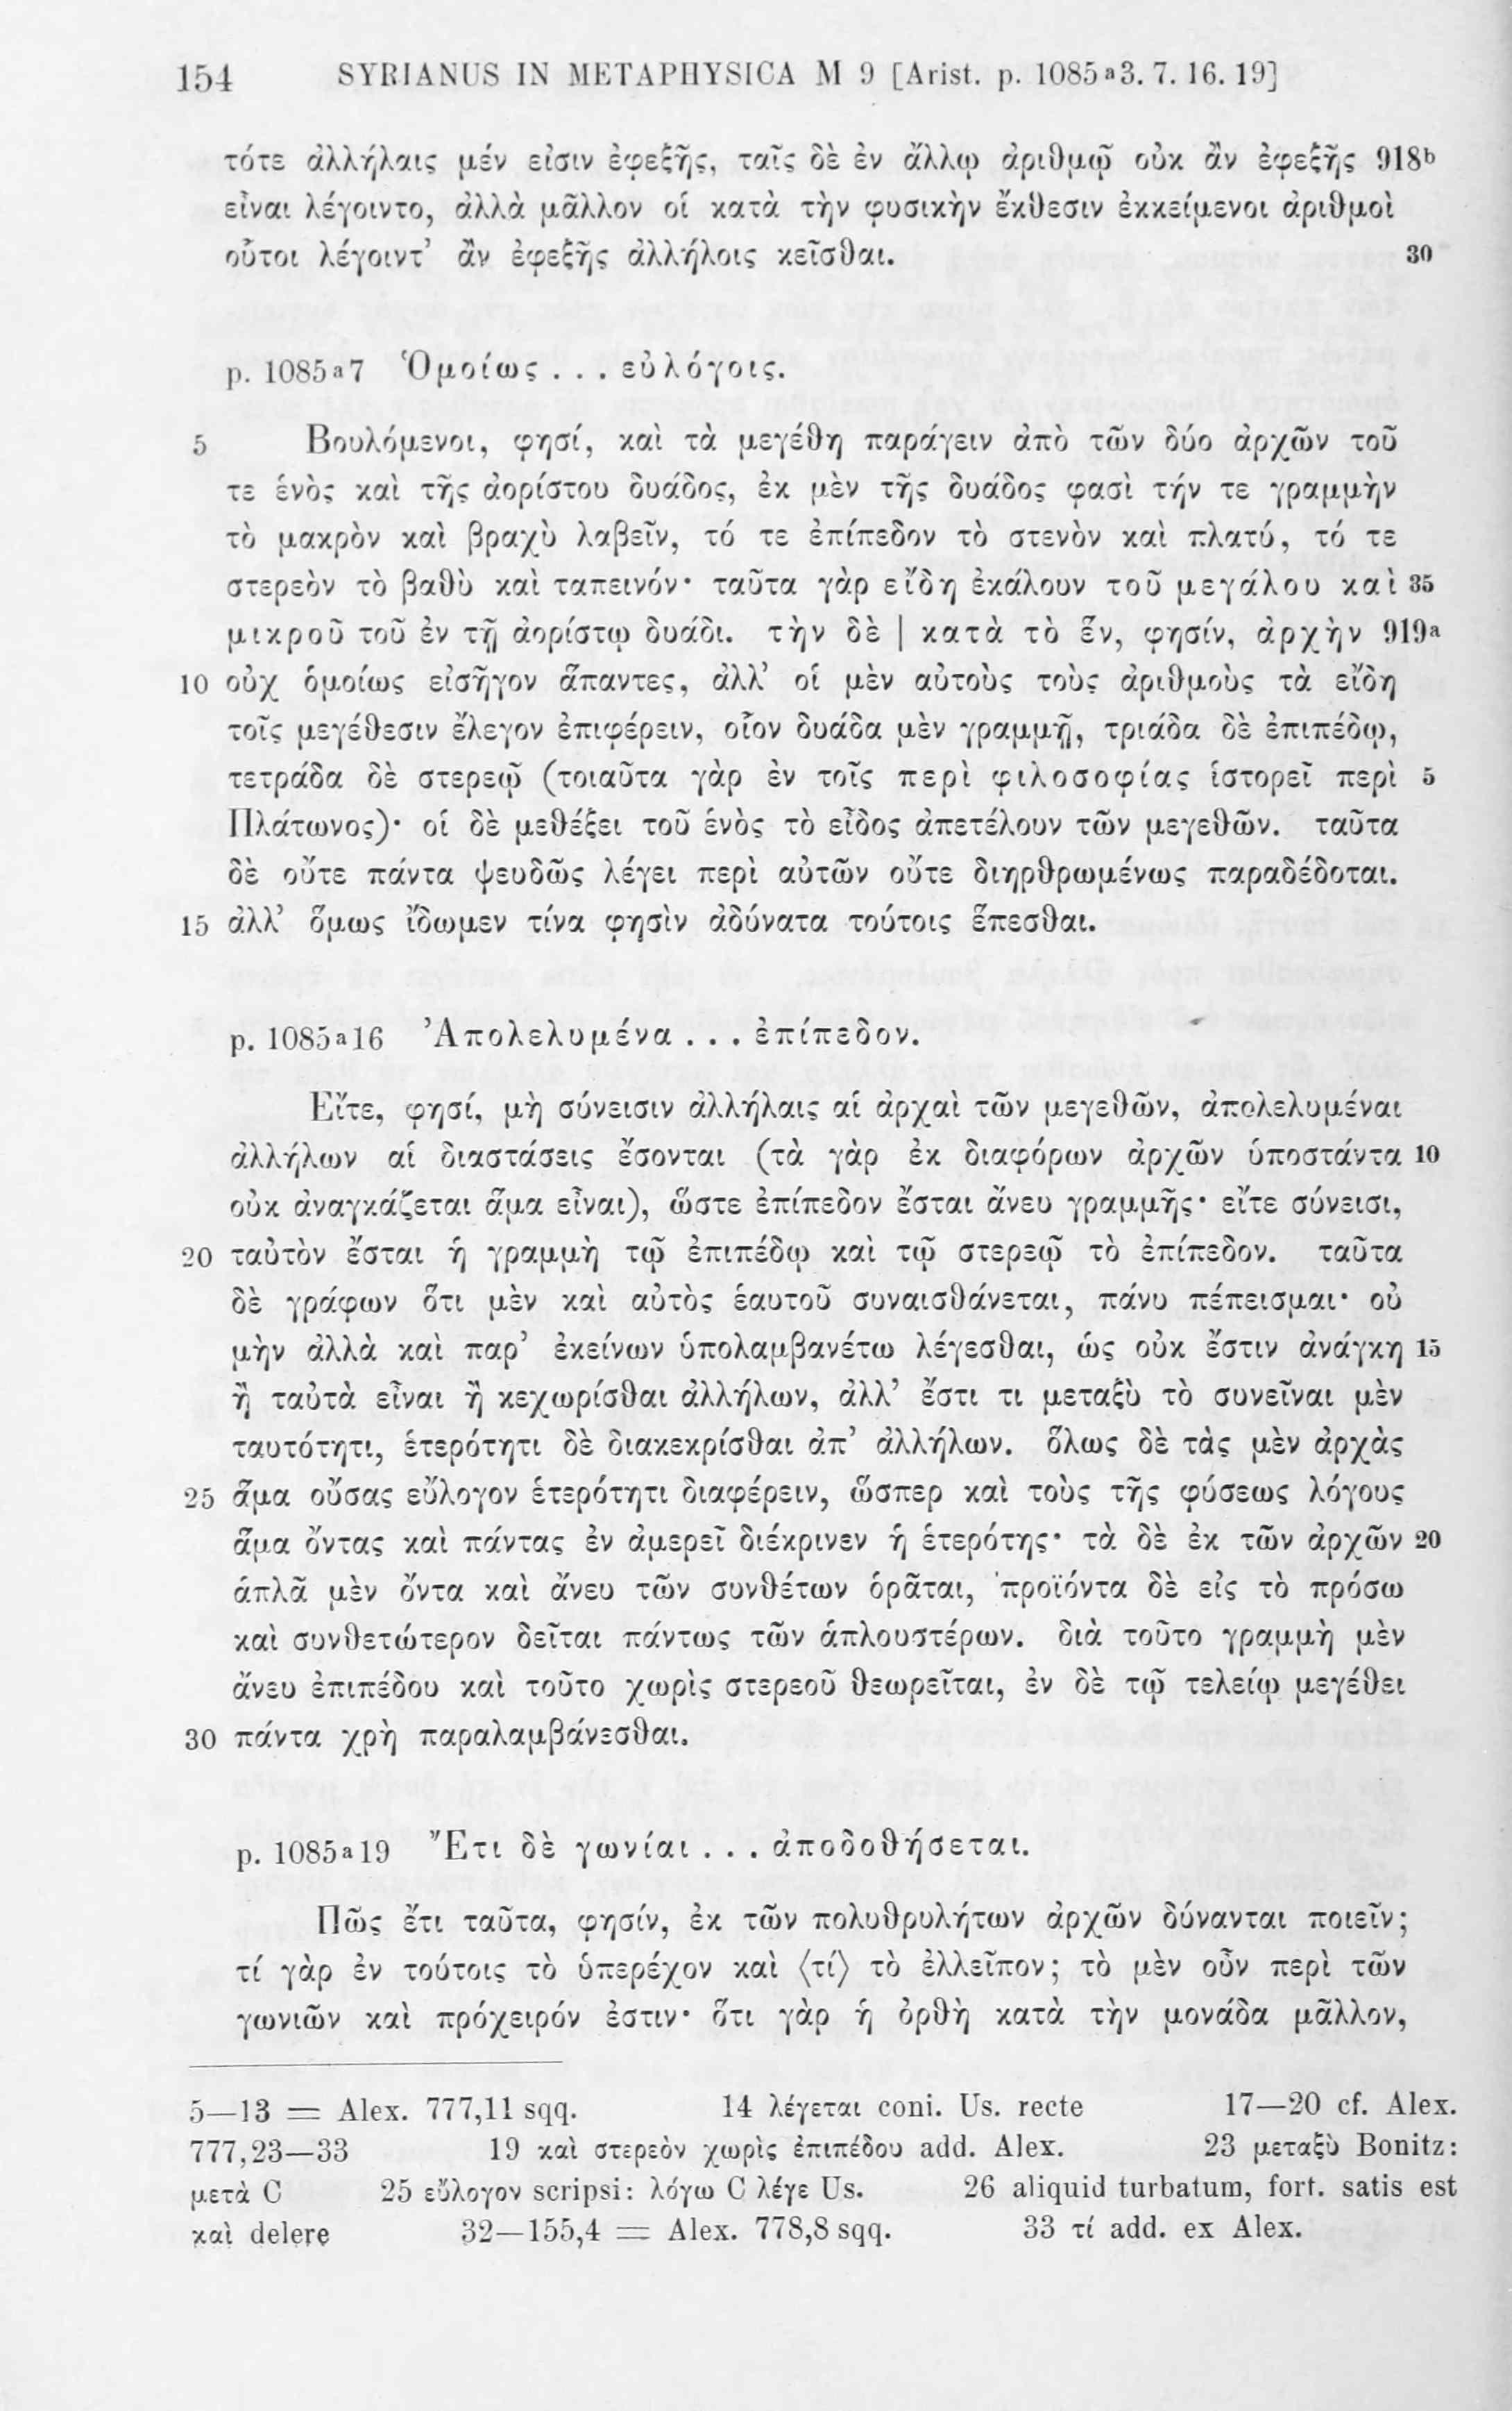 154 SYRIANUS IN METAPHYSICA M 9 [Arist. p. 1085ª3. 7. 16. 19]
τότε ἀλλήλαις μέν εἰσιν ἐφεξῆς, ταῖς δὲ ἐν ἄλλῳ ἀριθμῷ οὐκ ἂν ἐφεξῆς 918ᵇ
εἶναι λέγοιντο, ἀλλὰ μᾶλλον οἱ κατὰ τὴν φυσικὴν ἔκθεσιν ἐκκείμενοι ἀριθμοὶ
οὗτοι λέγοιντ’ ἂν ἐφεξῆς ἀλλήλοις κεῖσθαι. 30
p. 1085ª7 Ὁμοίως . . . εὐλόγοις.
5 Βουλόμενοι, φησί, καὶ τὰ μεγέθη παράγειν ἀπὸ τῶν δύο ἀρχῶν τοῦ
τε ἑνὸς καὶ τῆς ἀορίστου δυάδος, ἐκ μὲν τῆς δυάδος φασὶ τήν τε γραμμὴν
τὸ μακρὸν καὶ βραχὺ λαβεῖν, τό τε ἐπίπεδον τὸ στενὸν καὶ πλατύ, τό τε
στερεὸν τὸ βαθὺ καὶ ταπεινόν· ταῦτα γὰρ εἴδη ἐκάλουν τοῦ μεγάλου καὶ 35
μικροῦ τοῦ ἐν τῇ ἀορίστῳ δυάδι. τὴν δὲ | κατὰ τὸ ἕν, φησίν, ἀρχὴν 919ª
10 οὐχ ὁμοίως εἰσῆγον ἅπαντες, ἀλλ’ οἱ μὲν αὐτοὺς τοὺς ἀριθμοὺς τὰ εἴδη
τοῖς μεγέθεσιν ἔλεγον ἐπιφέρειν, οἷον δυάδα μὲν γραμμῇ, τριάδα δὲ ἐπιπέδῳ,
τετράδα δὲ στερεῷ (τοιαῦτα γὰρ ἐν τοῖς περὶ φιλοσοφίας ἱστορεῖ περὶ 5
Πλάτωνος)· οἱ δὲ μεθέξει τοῦ ἑνὸς τὸ εἶδος ἀπετέλουν τῶν μεγεθῶν. ταῦτα
δὲ οὔτε πάντα ψευδῶς λέγει περὶ αὐτῶν οὔτε διηρθρωμένως παραδέδοται.
15 ἀλλ’ ὅμως ἴδωμεν τίνα φησὶν ἀδύνατα τούτοις ἕπεσθαι.
p. 1085ª16 Ἀπολελυμένα . . . ἐπίπεδον.
Εἴτε, φησί, μὴ σύνεισιν ἀλλήλαις αἱ ἀρχαὶ τῶν μεγεθῶν, ἀπολελυμέναι
ἀλλήλων αἱ διαστάσεις ἔσονται (τὰ γὰρ ἐκ διαφόρων ἀρχῶν ὑποστάντα 10
οὐκ ἀναγκάζεται ἅμα εἶναι), ὥστε ἐπίπεδον ἔσται ἄνευ γραμμῆς· εἴτε σύνεισι,
20 ταὐτὸν ἔσται ἡ γραμμὴ τῷ ἐπιπέδῳ καὶ τῷ στερεῷ τὸ ἐπίπεδον. ταῦτα
δὲ γράφων ὅτι μὲν καὶ αὐτὸς ἑαυτοῦ συναισθάνεται, πάνυ πέπεισμαι· οὐ
μὴν ἀλλὰ καὶ παρ’ ἐκείνων ὑπολαμβανέτω λέγεσθαι, ὡς οὐκ ἔστιν ἀνάγκη 15
ἢ ταὐτὰ εἶναι ἢ κεχωρίσθαι ἀλλήλων, ἀλλ’ ἔστι τι μεταξὺ τὸ συνεῖναι μὲν
ταυτότητι, ἑτερότητι δὲ διακεκρίσθαι ἀπ’ ἀλλήλων. ὅλως δὲ τὰς μὲν ἀρχὰς
25 ἅμα οὔσας εὔλογον ἑτερότητι διαφέρειν, ὥσπερ καὶ τοὺς τῆς φύσεως λόγους
ἅμα ὄντας καὶ πάντας ἐν ἀμερεῖ διέκρινεν ἡ ἑτερότης· τὰ δὲ ἐκ τῶν ἀρχῶν 20
ἁπλᾶ μὲν ὄντα καὶ ἄνευ τῶν συνθέτων ὁρᾶται, προϊόντα δὲ εἰς τὸ πρόσω
καὶ συνθετώτερον δεῖται πάντως τῶν ἁπλουστέρων. διὰ τοῦτο γραμμὴ μὲν
ἄνευ ἐπιπέδου καὶ τοῦτο χωρὶς στερεοῦ θεωρεῖται, ἐν δὲ τῷ τελείῳ μεγέθει
30 πάντα χρὴ παραλαμβάνεσθαι.
p. 1085ª19 Ἔτι δὲ γωνίαι . . . ἀποδοθήσεται.
Πῶς ἔτι ταῦτα, φησίν, ἐκ τῶν πολυθρυλήτων ἀρχῶν δύνανται ποιεῖν;
τί γὰρ ἐν τούτοις τὸ ὑπερέχον καὶ ⟨τί⟩ τὸ ἐλλεῖπον; τὸ μὲν οὖν περὶ τῶν
γωνιῶν καὶ πρόχειρόν ἐστιν· ὅτι γὰρ ἡ ὀρθὴ κατὰ τὴν μονάδα μᾶλλον,
5—13 = Alex. 777,11 sqq. 14 λέγεται coni. Us. recte 17—20 cf. Alex.
777,23—33 19 καὶ στερεὸν χωρὶς ἐπιπέδου add. Alex. 23 μεταξὺ Bonitz:
μετὰ C 25 εὔλογον scripsi: λόγω C λέγε Us. 26 aliquid turbatum, fort. satis est
καὶ delere 32—155,4 = Alex. 778,8 sqq. 33 τί add. ex Alex.